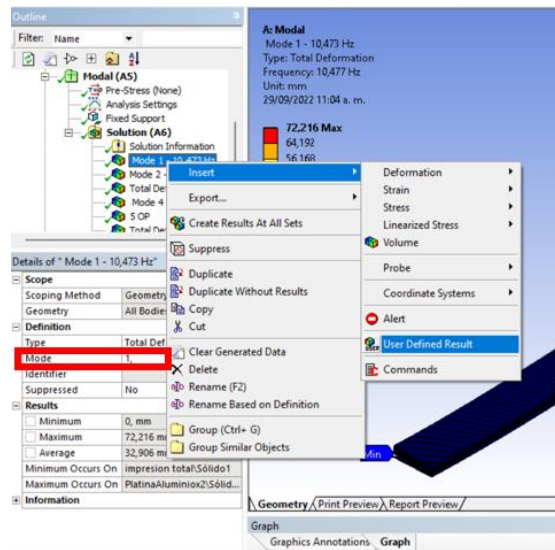 Outline
Filter: Name
Modal (A5)
Pre-Stress (None)
Analysis Settings
Fixed Support
Solution (A6)
Solution Information
Mode 1 - 10,473 Hz
Mode 2 -
Total De
Mode 4
5 OP
Total De
A: Modal
Mode 1 - 10,473 Hz
Type: Total Deformation
Frequency: 10,477 Hz
Unit: mm
29/09/2022 11:04 a. m.
72,216 Max
64,192
56,168
Insert
Export...
Create Results At All Sets
Suppress
Duplicate
Duplicate Without Results
Copy
Cut
Clear Generated Data
Delete
Rename (F2)
Rename Based on Definition
Group (Ctrl+ G)
Group Similar Objects
Deformation
Strain
Stress
Linearized Stress
Volume
Probe
Coordinate Systems
Alert
USER User Defined Result
Commands
Details of " Mode 1 - 10,473 Hz"
Scope
Scoping Method Geometry
Geometry All Bodies
Definition
Type Total Def
Mode 1,
Identifier
Suppressed No
Results
Minimum 0, mm
Maximum 72,216 m
Average 32,906 m
Minimum Occurs On impresion total\Sólido1
Maximum Occurs On PlatinaAluminiox2\Sólid...
Information
Min
Geometry Print Preview Report Preview
Graph
Graphics Annotations Graph